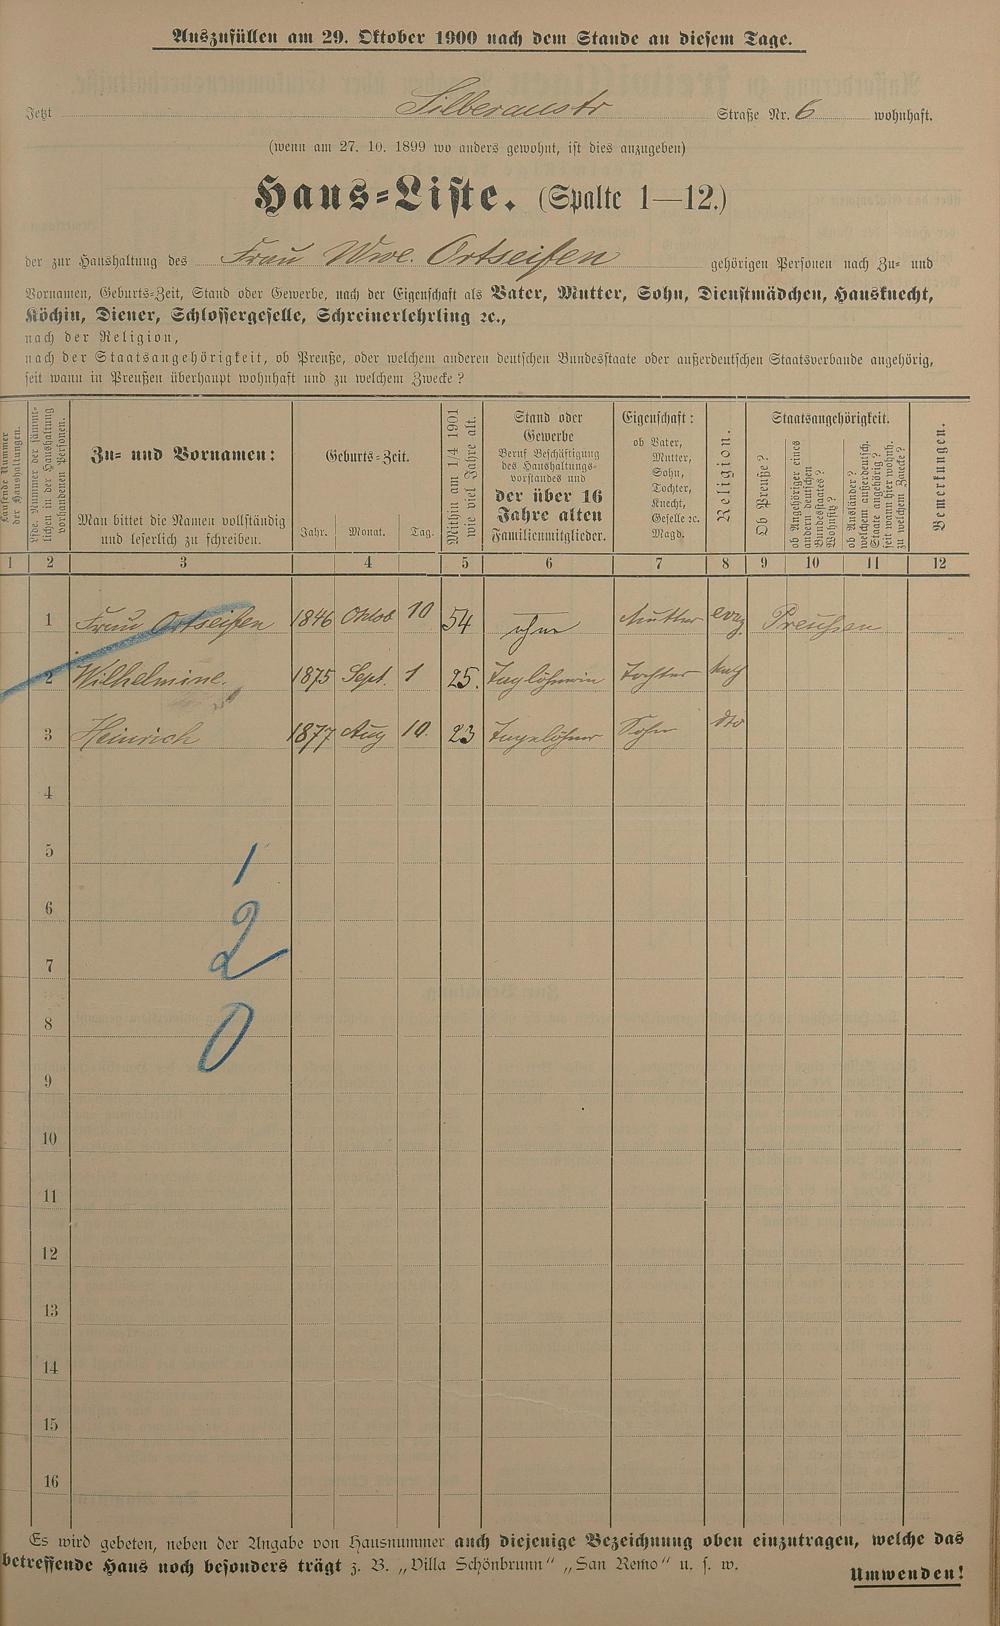 Auszufüllen am 29. Oktober 1900 nach dem Stande an diesem Tage.
Jetzt Silberaustr Straße Nr. 6 wohnhaft.
(wenn am 27. 10. 1899 wo anders gewohnt, ist dies anzugeben)
Haus-Liste. (Spalte 1—12.)
der zur Haushaltung des Frau Wwe. Ortseifen gehörigen Personen nach Zu- und
Vornamen, Geburts-Zeit, Stand oder Gewerbe, nach der Eigenschaft als Vater, Mutter, Sohn, Dienstmädchen, Hausknecht,
Köchin, Diener, Schlossergeselle, Schreinerlehrling ꝛc.,
nach der Religion,
nach der Staatsangehörigkeit, ob Preuße, oder welchem anderen deutschen Bundesstaate oder außerdeutschen Staatsverbande angehörig,
seit wann in Preußen überhaupt wohnhaft und zu welchem Zwecke?
Laufende Nummer
der Haushaltungen.
Lfde. Nummer der sämmt-
lichen in der Haushaltung
vorhandenen Personen.
Zu- und Vornamen:
Man bittet die Namen vollständig
und leserlich zu schreiben.
Geburts-Zeit.
Jahr. Monat. Tag.
Mithin am 1/4 1901
wie viel Jahre alt.
Stand oder
Gewerbe
Beruf Beschäftigung
des Haushaltungs-
vorstandes und
der über 16
Jahre alten
Familienmitglieder.
Eigenschaft:
ob Vater,
Mutter,
Sohn,
Tochter,
Knecht,
Geselle ꝛc.
Magd.
Religion.
Staatsangehörigkeit.
Ob Preuße?
ob Angehöriger eines
andern deutschen
Bundesstaates?
Wohnsitz?
ob Ausländer?
welchem außerdeutsch.
Staate angehörig?
seit wann hier wohnh.
zu welchem Zwecke?
Bemerkungen.
1 2 3 4 5 6 7 8 9 10 11 12
1 Frau Ortseifen 1846 Oktob 10 54 ohne Mutter evng Preußen
2 Wilhelmine. 1875 Sept. 1 25. Taglöhnerin Tochter kath
3 Heinrich 1877 Aug 10. 23 Tagelöhner Sohn dto
4
5
1
6
2
7
8
0
9
10
11
12
13
14
15
16
Es wird gebeten, neben der Angabe von Hausnummer auch diejenige Bezeichnung oben einzutragen, welche das
betreffende Haus noch besonders trägt z. B. „Villa Schönbrunn“ „San Remo“ u. s. w.
Umwenden!